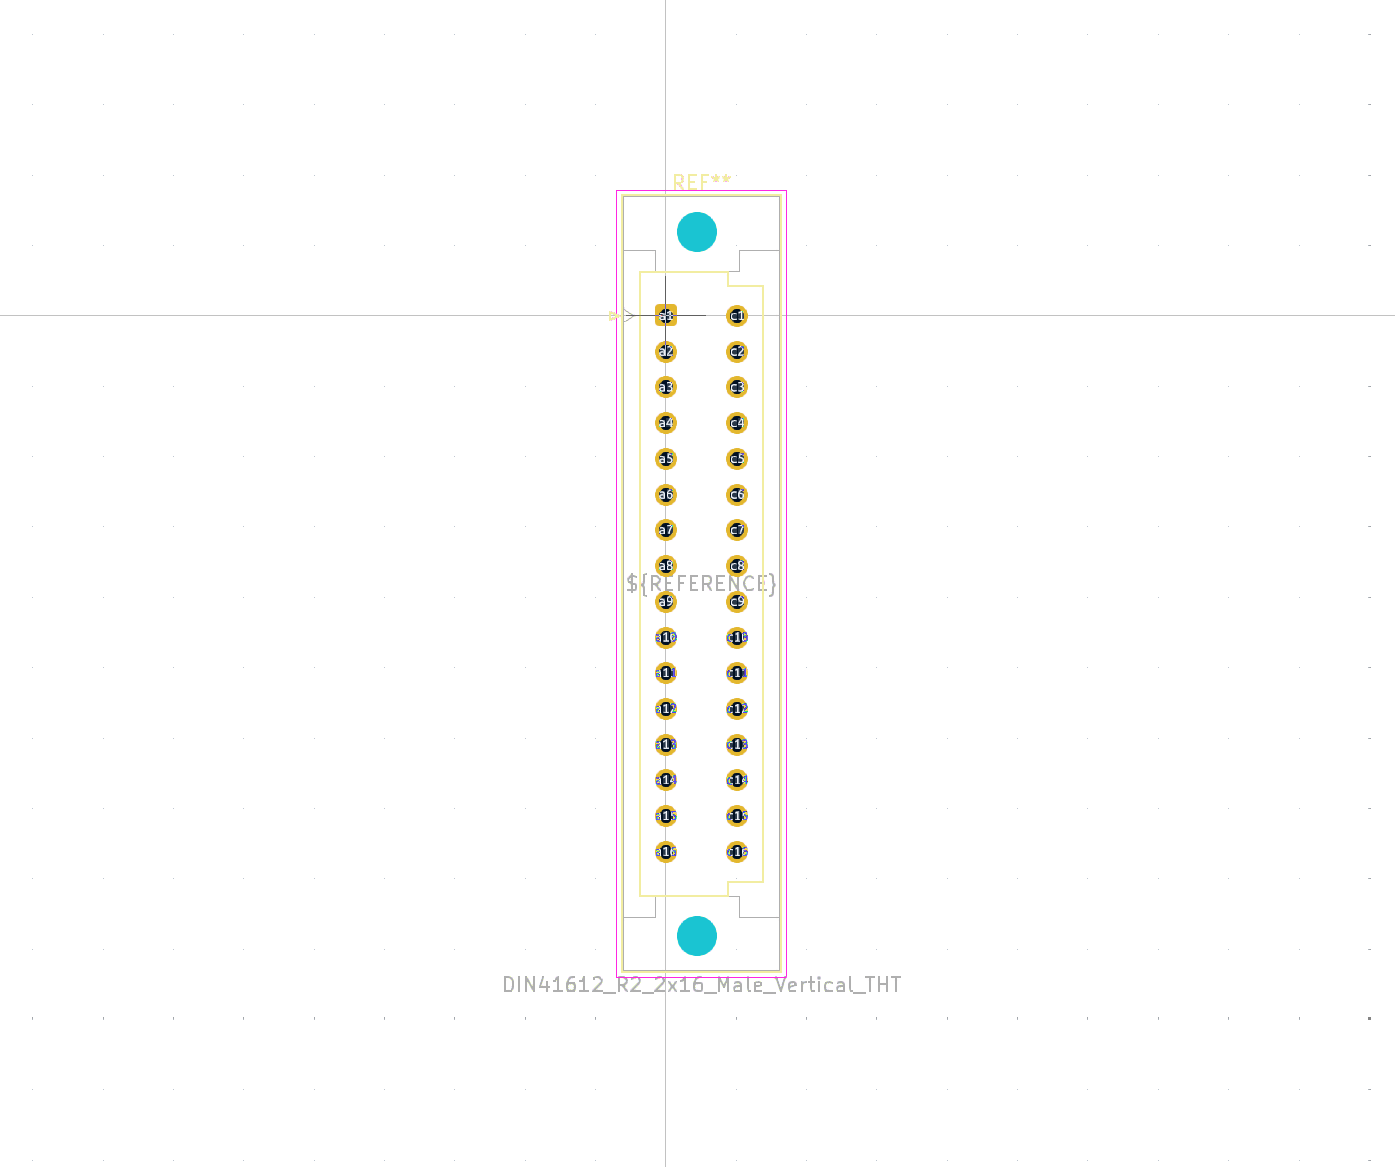 REF**
a1 c1
a2 c2
a3 c3
a4 c4
a5 c5
a6 c6
a7 c7
a8 c8
${REFERENCE}
a9 c9
a10 c10
a11 c11
a12 c12
a13 c13
a14 c14
a15 c15
a16 c16
DIN41612_R2_2x16_Male_Vertical_THT